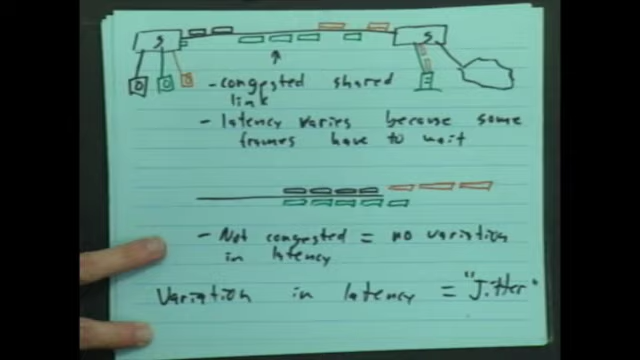 S
S
- congested shared
link
- latency varies because some
frames have to wait
- Not congested = no variation
in latency
Variation in latency = "Jitter"